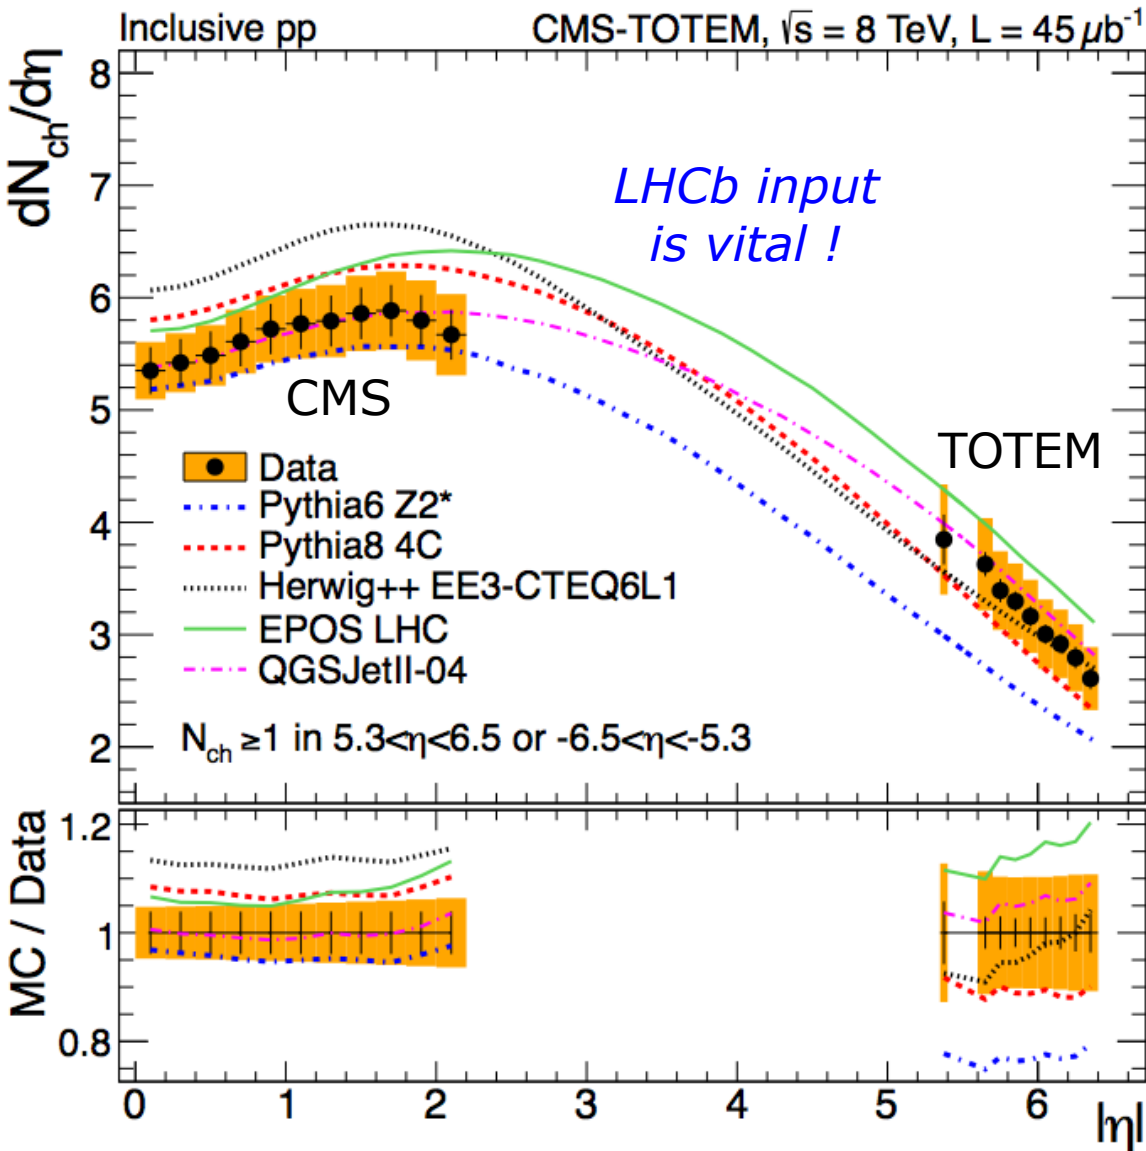 Inclusive pp
CMS-TOTEM, √s = 8 TeV, L = 45 μb⁻¹
dN_ch/dη
8
7
6
5
4
3
2
LHCb input
is vital !
CMS
TOTEM
Data
Pythia6 Z2*
Pythia8 4C
Herwig++ EE3-CTEQ6L1
EPOS LHC
QGSJetII-04
N_ch ≥1 in 5.3<η<6.5 or -6.5<η<-5.3
MC / Data
1.2
1
0.8
0 1 2 3 4 5 6
|η|